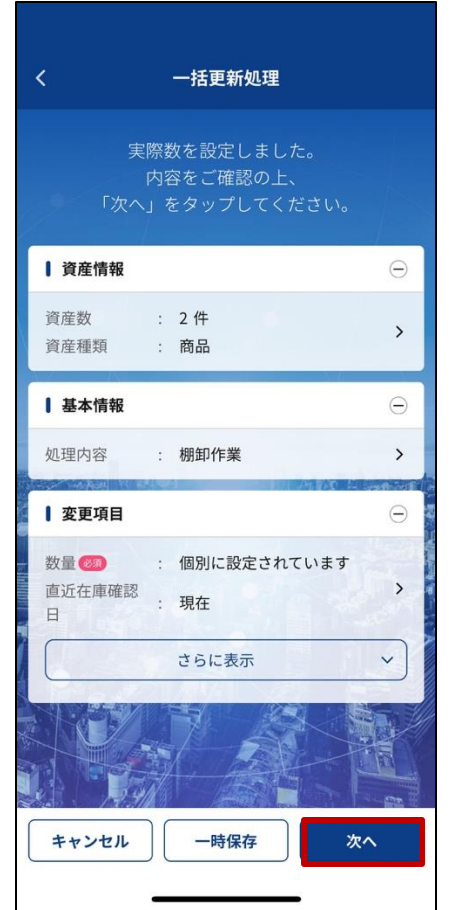 一括更新処理
実際数を設定しました。
内容をご確認の上、
「次へ」をタップしてください。
資産情報
資産数 : 2 件
資産種類 : 商品
基本情報
処理内容 : 棚卸作業
変更項目
数量 必須 : 個別に設定されています
直近在庫確認
日 : 現在
さらに表示
キャンセル 一時保存 次へ